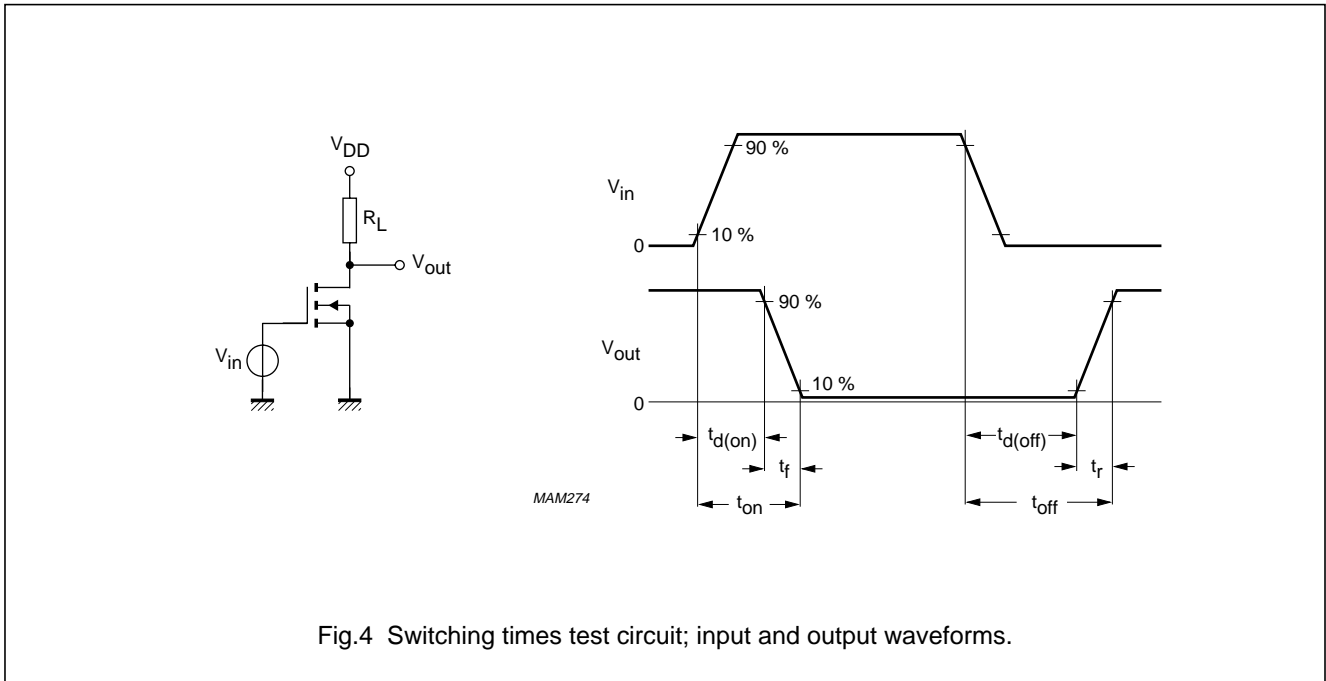 VDD
RL
Vout
Vin
MAM274
Vin
90 %
10 %
0
Vout
90 %
10 %
0
td(on)
tf
ton
td(off)
tr
toff
Fig.4 Switching times test circuit; input and output waveforms.